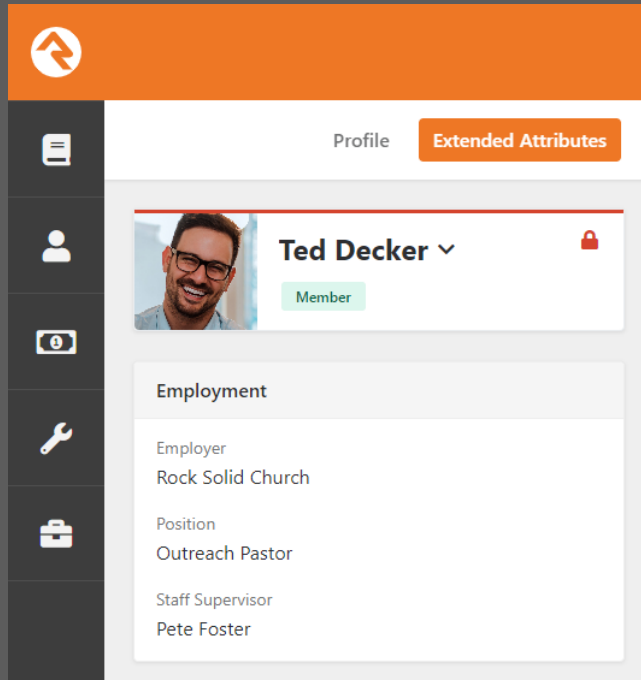 Profile
Extended Attributes
Ted Decker
Member
Employment
Employer
Rock Solid Church
Position
Outreach Pastor
Staff Supervisor
Pete Foster